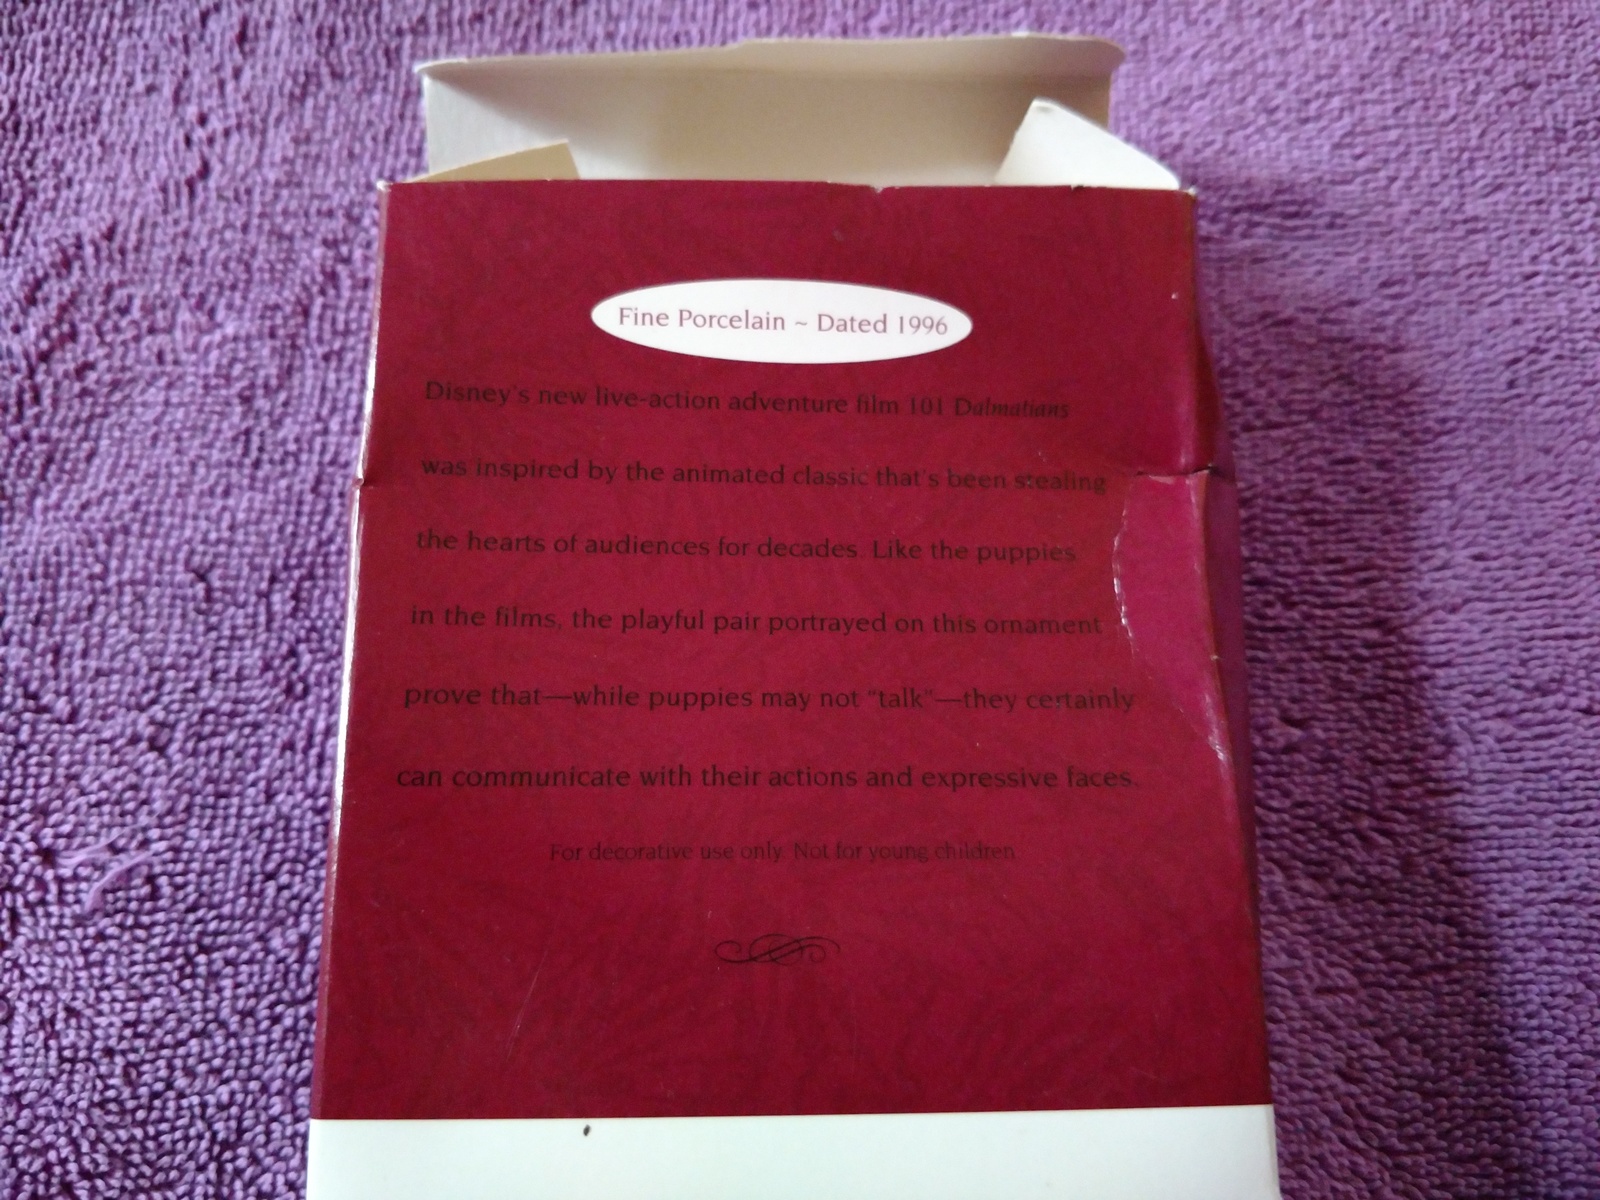 Fine Porcelain ~ Dated 1996
Disney's new live-action adventure film 101 Dalmatians
was inspired by the animated classic that's been stealing
the hearts of audiences for decades. Like the puppies
in the films, the playful pair portrayed on this ornament
prove that—while puppies may not "talk"—they certainly
can communicate with their actions and expressive faces.
For decorative use only. Not for young children.